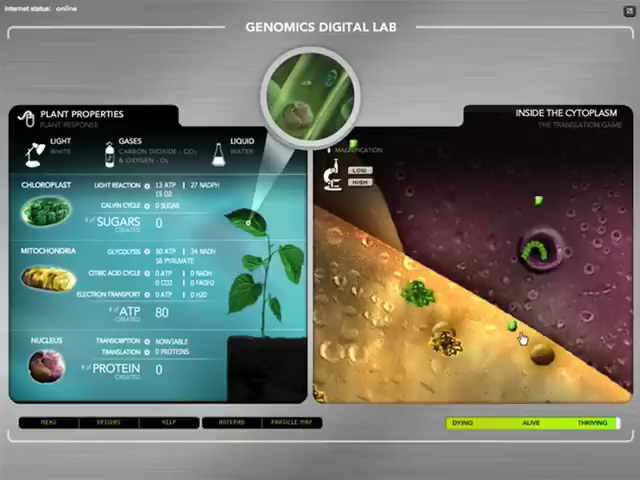 internet status: online
GENOMICS DIGITAL LAB
PLANT PROPERTIES
PLANT RESPONSE
LIGHT
WHITE
GASES
CARBON DIOXIDE - CO2
& OXYGEN - O2
LIQUID
WATER
CHLOROPLAST
LIGHT REACTION 13 ATP | 27 NADPH
15 O2
CALVIN CYCLE 0 SUGAR
# of SUGARS CREATED 0
MITOCHONDRIA
GLYCOLYSIS 80 ATP | 34 NADH
56 PYRUVATE
CITRIC ACID CYCLE 0 ATP | 0 NADH
0 CO2 | 0 FADH2
ELECTRON TRANSPORT 0 ATP | 0 H2O
# of ATP CREATED 80
NUCLEUS
TRANSCRIPTION NONVIABLE
TRANSLATION 0 PROTEINS
# of PROTEIN CREATED 0
INSIDE THE CYTOPLASM
THE TRANSLATION GAME
MAGNIFICATION
LOW
HIGH
MENU
OPTIONS
HELP
NOTEPAD
PARTICLE MAP
DYING
ALIVE
THRIVING